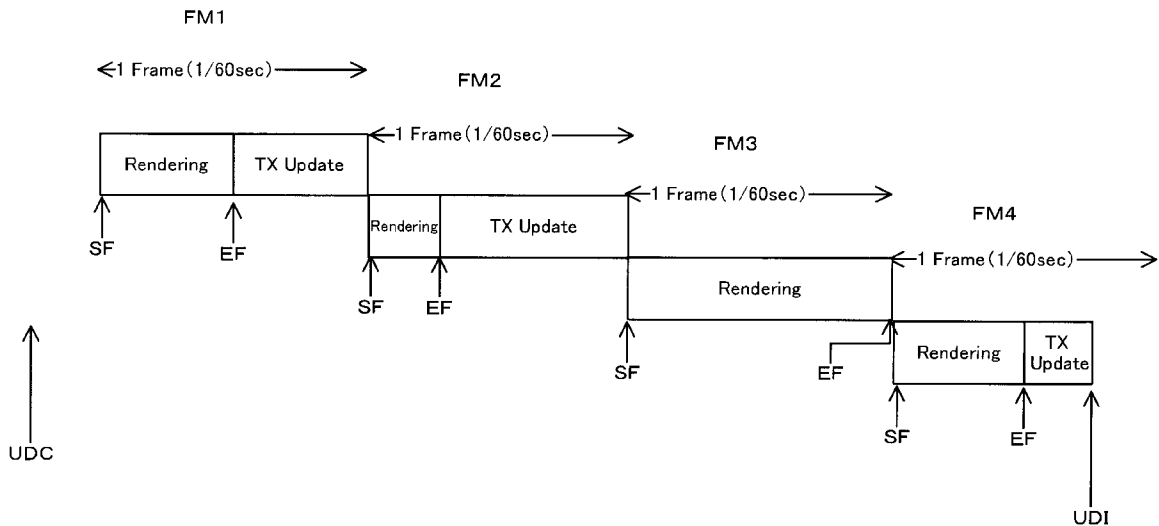 FM1
1 Frame(1/60sec)
FM2
1 Frame(1/60sec)
FM3
1 Frame(1/60sec)
FM4
1 Frame(1/60sec)
Rendering
TX Update
SF
EF
Rendering
TX Update
SF
EF
Rendering
SF
EF
Rendering
TX
Update
SF
EF
UDC
UDI